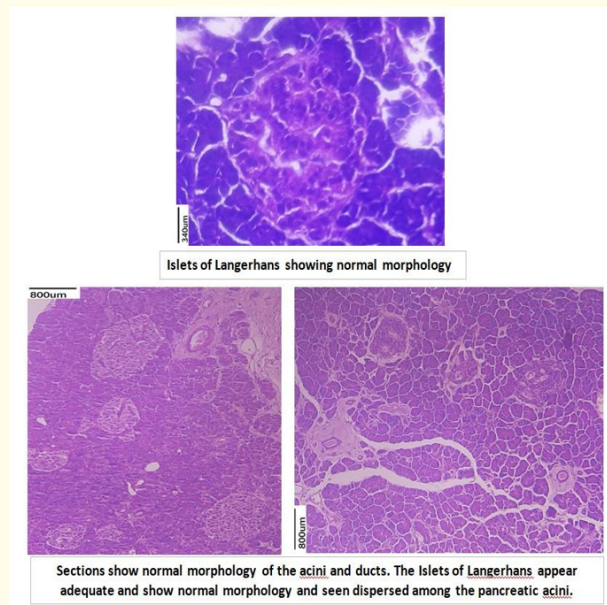 340um
Islets of Langerhans showing normal morphology
800um
800um
Sections show normal morphology of the acini and ducts. The Islets of Langerhans appear
adequate and show normal morphology and seen dispersed among the pancreatic acini.